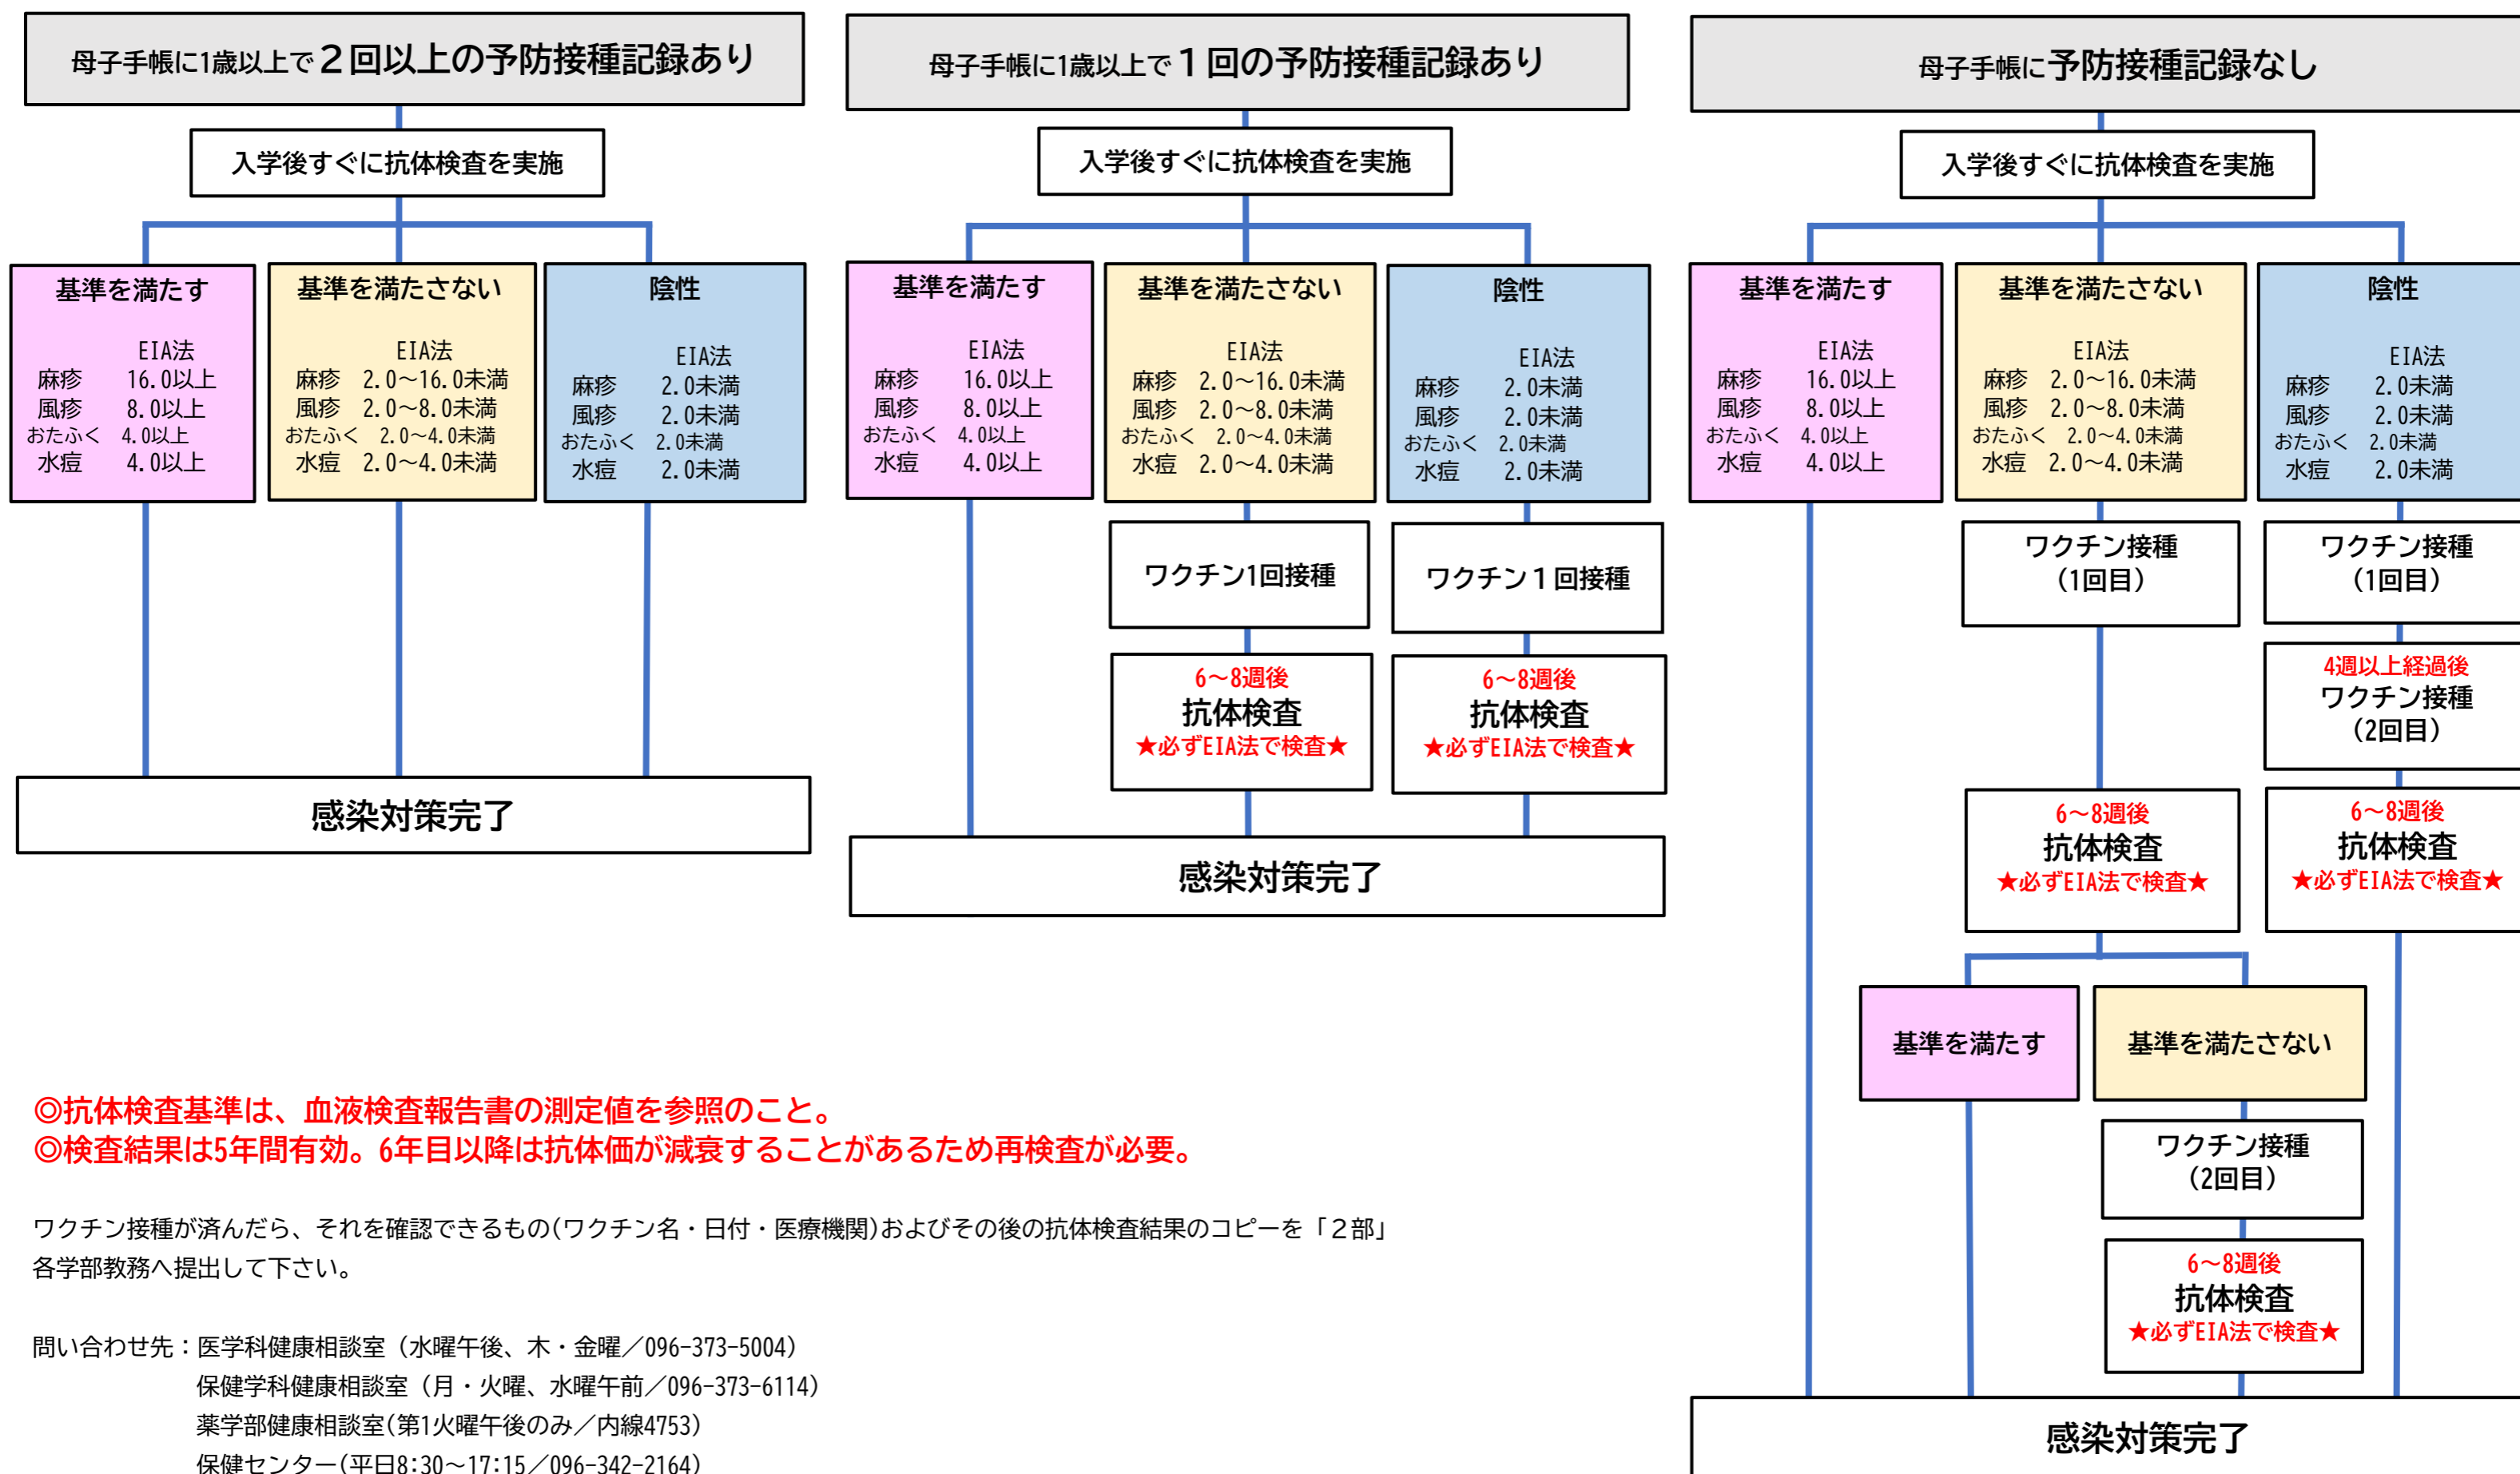 母子手帳に1歳以上で２回以上の予防接種記録あり
入学後すぐに抗体検査を実施
基準を満たす
EIA法
麻疹 16.0以上
風疹 8.0以上
おたふく 4.0以上
水痘 4.0以上
基準を満たさない
EIA法
麻疹 2.0～16.0未満
風疹 2.0～8.0未満
おたふく 2.0～4.0未満
水痘 2.0～4.0未満
陰性
EIA法
麻疹 2.0未満
風疹 2.0未満
おたふく 2.0未満
水痘 2.0未満
感染対策完了
母子手帳に1歳以上で１回の予防接種記録あり
入学後すぐに抗体検査を実施
基準を満たす
EIA法
麻疹 16.0以上
風疹 8.0以上
おたふく 4.0以上
水痘 4.0以上
基準を満たさない
EIA法
麻疹 2.0～16.0未満
風疹 2.0～8.0未満
おたふく 2.0～4.0未満
水痘 2.0～4.0未満
陰性
EIA法
麻疹 2.0未満
風疹 2.0未満
おたふく 2.0未満
水痘 2.0未満
ワクチン1回接種
6～8週後
抗体検査
★必ずEIA法で検査★
ワクチン１回接種
6～8週後
抗体検査
★必ずEIA法で検査★
感染対策完了
母子手帳に予防接種記録なし
入学後すぐに抗体検査を実施
基準を満たす
EIA法
麻疹 16.0以上
風疹 8.0以上
おたふく 4.0以上
水痘 4.0以上
基準を満たさない
EIA法
麻疹 2.0～16.0未満
風疹 2.0～8.0未満
おたふく 2.0～4.0未満
水痘 2.0～4.0未満
陰性
EIA法
麻疹 2.0未満
風疹 2.0未満
おたふく 2.0未満
水痘 2.0未満
ワクチン接種
（1回目）
6～8週後
抗体検査
★必ずEIA法で検査★
ワクチン接種
（1回目）
4週以上経過後
ワクチン接種
（2回目）
6～8週後
抗体検査
★必ずEIA法で検査★
基準を満たす
基準を満たさない
ワクチン接種
（2回目）
6～8週後
抗体検査
★必ずEIA法で検査★
感染対策完了
◎抗体検査基準は、血液検査報告書の測定値を参照のこと。
◎検査結果は5年間有効。6年目以降は抗体価が減衰することがあるため再検査が必要。
ワクチン接種が済んだら、それを確認できるもの(ワクチン名・日付・医療機関)およびその後の抗体検査結果のコピーを「２部」
各学部教務へ提出して下さい。
問い合わせ先：医学科健康相談室（水曜午後、木・金曜／096-373-5004）
保健学科健康相談室（月・火曜、水曜午前／096-373-6114）
薬学部健康相談室(第1火曜午後のみ／内線4753）
保健センター(平日8:30～17:15／096-342-2164)